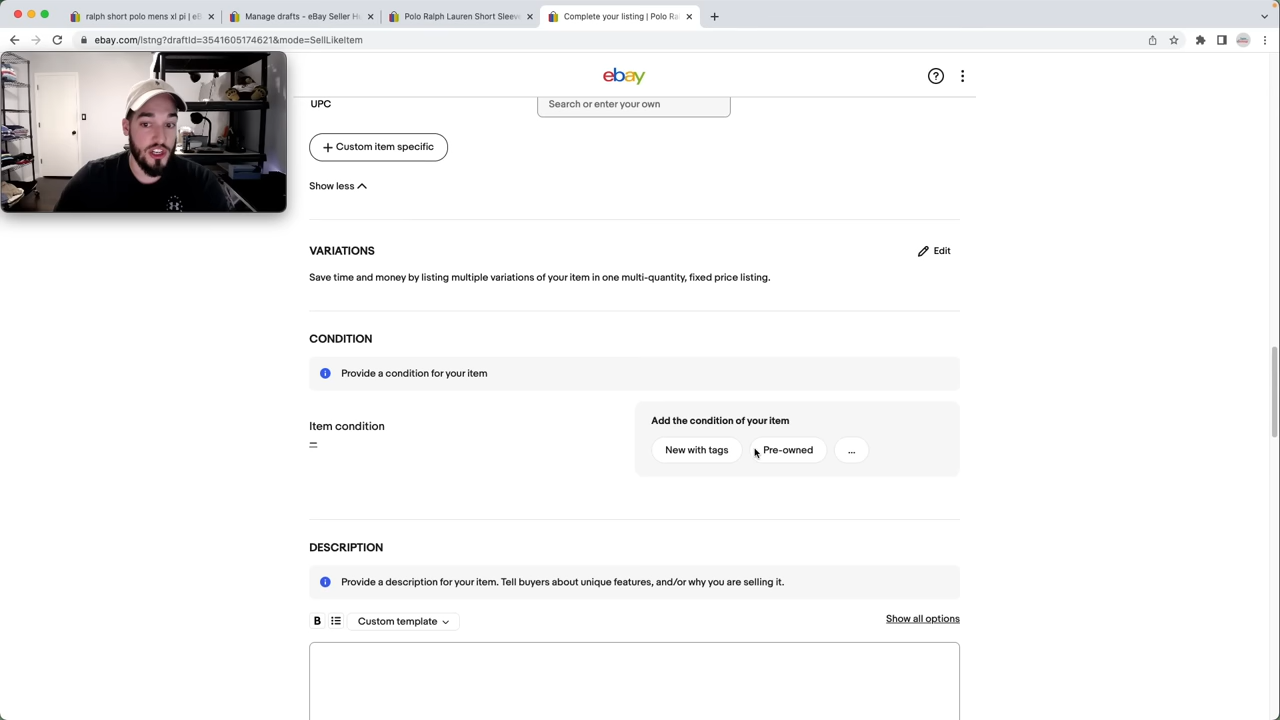 ralph short polo mens xl pi | eB
Manage drafts - eBay Seller H
Polo Ralph Lauren Short Sleeve
Complete your listing | Polo Ra
ebay.com/lstng?draftId=3541605174621&mode=SellLikeItem
ebay
UPC
Search or enter your own
Custom item specific
Show less
VARIATIONS
Edit
Save time and money by listing multiple variations of your item in one multi-quantity, fixed price listing.
CONDITION
Provide a condition for your item
Item condition
Add the condition of your item
New with tags
Pre-owned
...
DESCRIPTION
Provide a description for your item. Tell buyers about unique features, and/or why you are selling it.
B
Custom template
Show all options